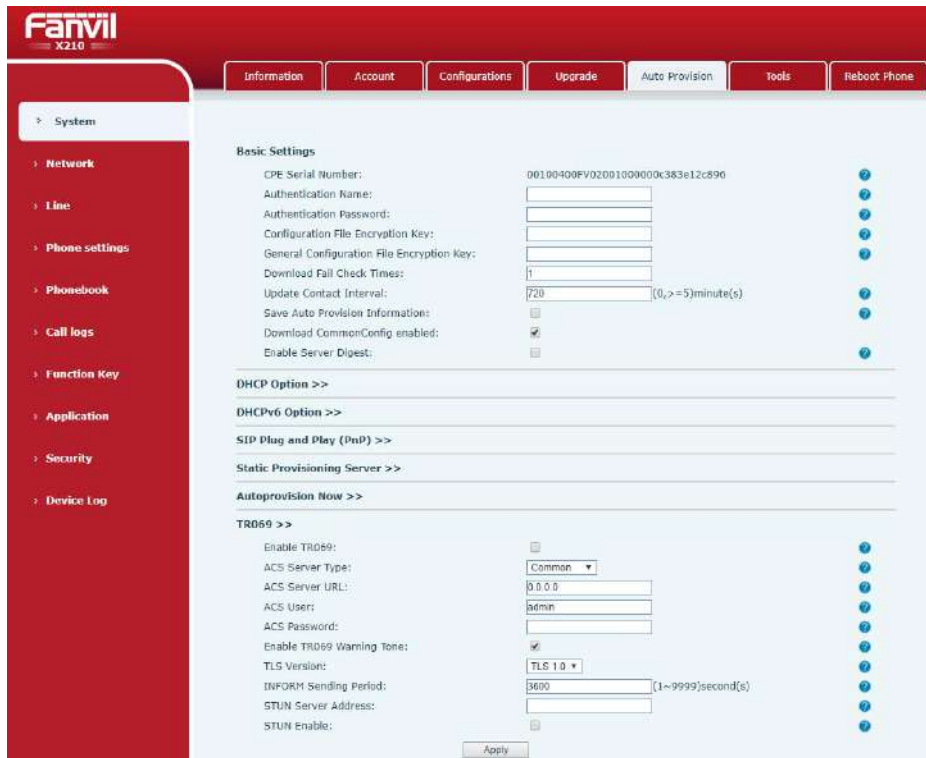 Fanvil
X210
Information Account Configurations Upgrade Auto Provision Tools Reboot Phone
› System
› Network
› Line
› Phone settings
› Phonebook
› Call logs
› Function Key
› Application
› Security
› Device Log
Basic Settings
CPE Serial Number: 00100400FV02001000000c383e12c896
Authentication Name:
Authentication Password:
Configuration File Encryption Key:
General Configuration File Encryption Key:
Download Fail Check Times: 1
Update Contact Interval: 720 (0,>=5)minute(s)
Save Auto Provision Information:
Download CommonConfig enabled:
Enable Server Digest:
DHCP Option >>
DHCPv6 Option >>
SIP Plug and Play (PnP) >>
Static Provisioning Server >>
Autoprovision Now >>
TR069 >>
Enable TR069:
ACS Server Type: Common
ACS Server URL: 0.0.0.0
ACS User: admin
ACS Password:
Enable TR069 Warning Tone:
TLS Version: TLS 1.0
INFORM Sending Period: 3600 (1~9999)second(s)
STUN Server Address:
STUN Enable:
Apply